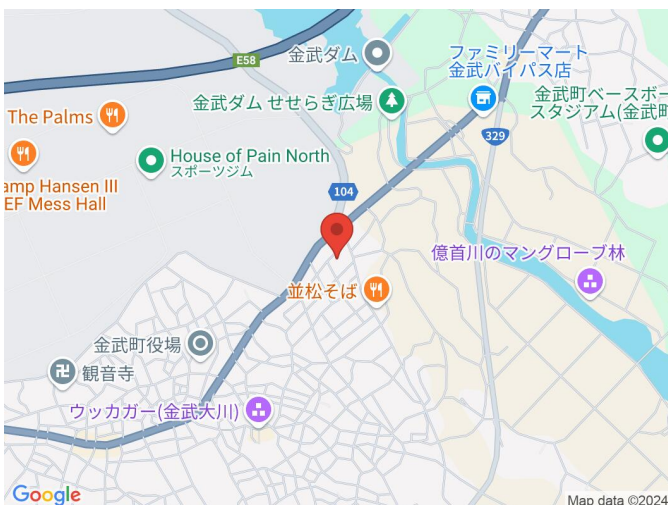 E58
金武ダム
ファミリーマート
金武バイパス店
The Palms
金武ダム せせらぎ広場
金武町ベースボー
スタジアム(金武町
329
House of Pain North
スポーツジム
amp Hansen III
EF Mess Hall
104
億首川のマングローブ林
並松そば
金武町役場
観音寺
ウッカガー(金武大川)
Google
Map data ©2024